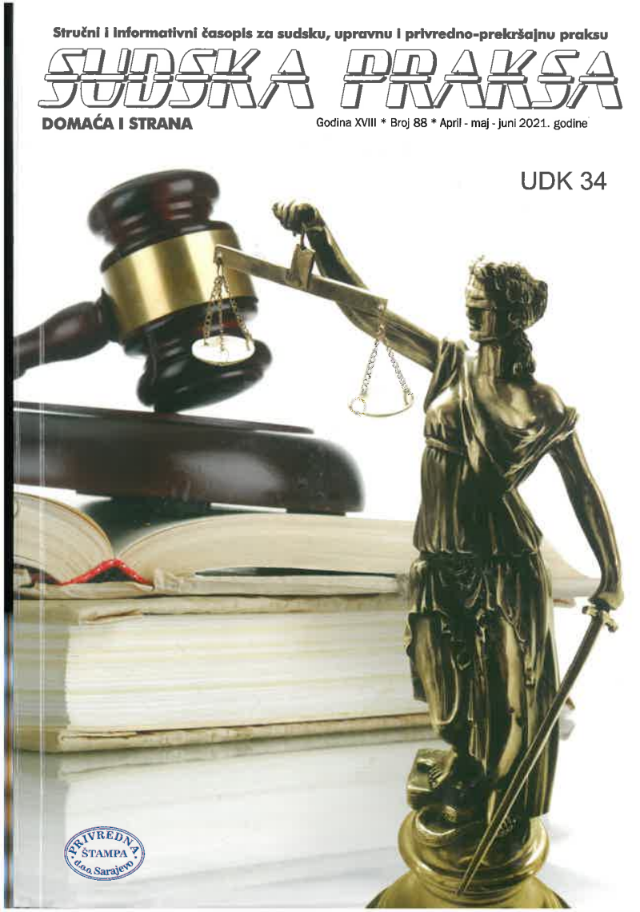 Stručni i informativni časopis za sudsku, upravnu i privredno-prekršajnu praksu
SUDSKA PRAKSA
DOMAĆA I STRANA
Godina XVIII * Broj 88 * April - maj - juni 2021. godine
UDK 34
PRIVREDNA
ŠTAMPA
d.o.o. Sarajevo